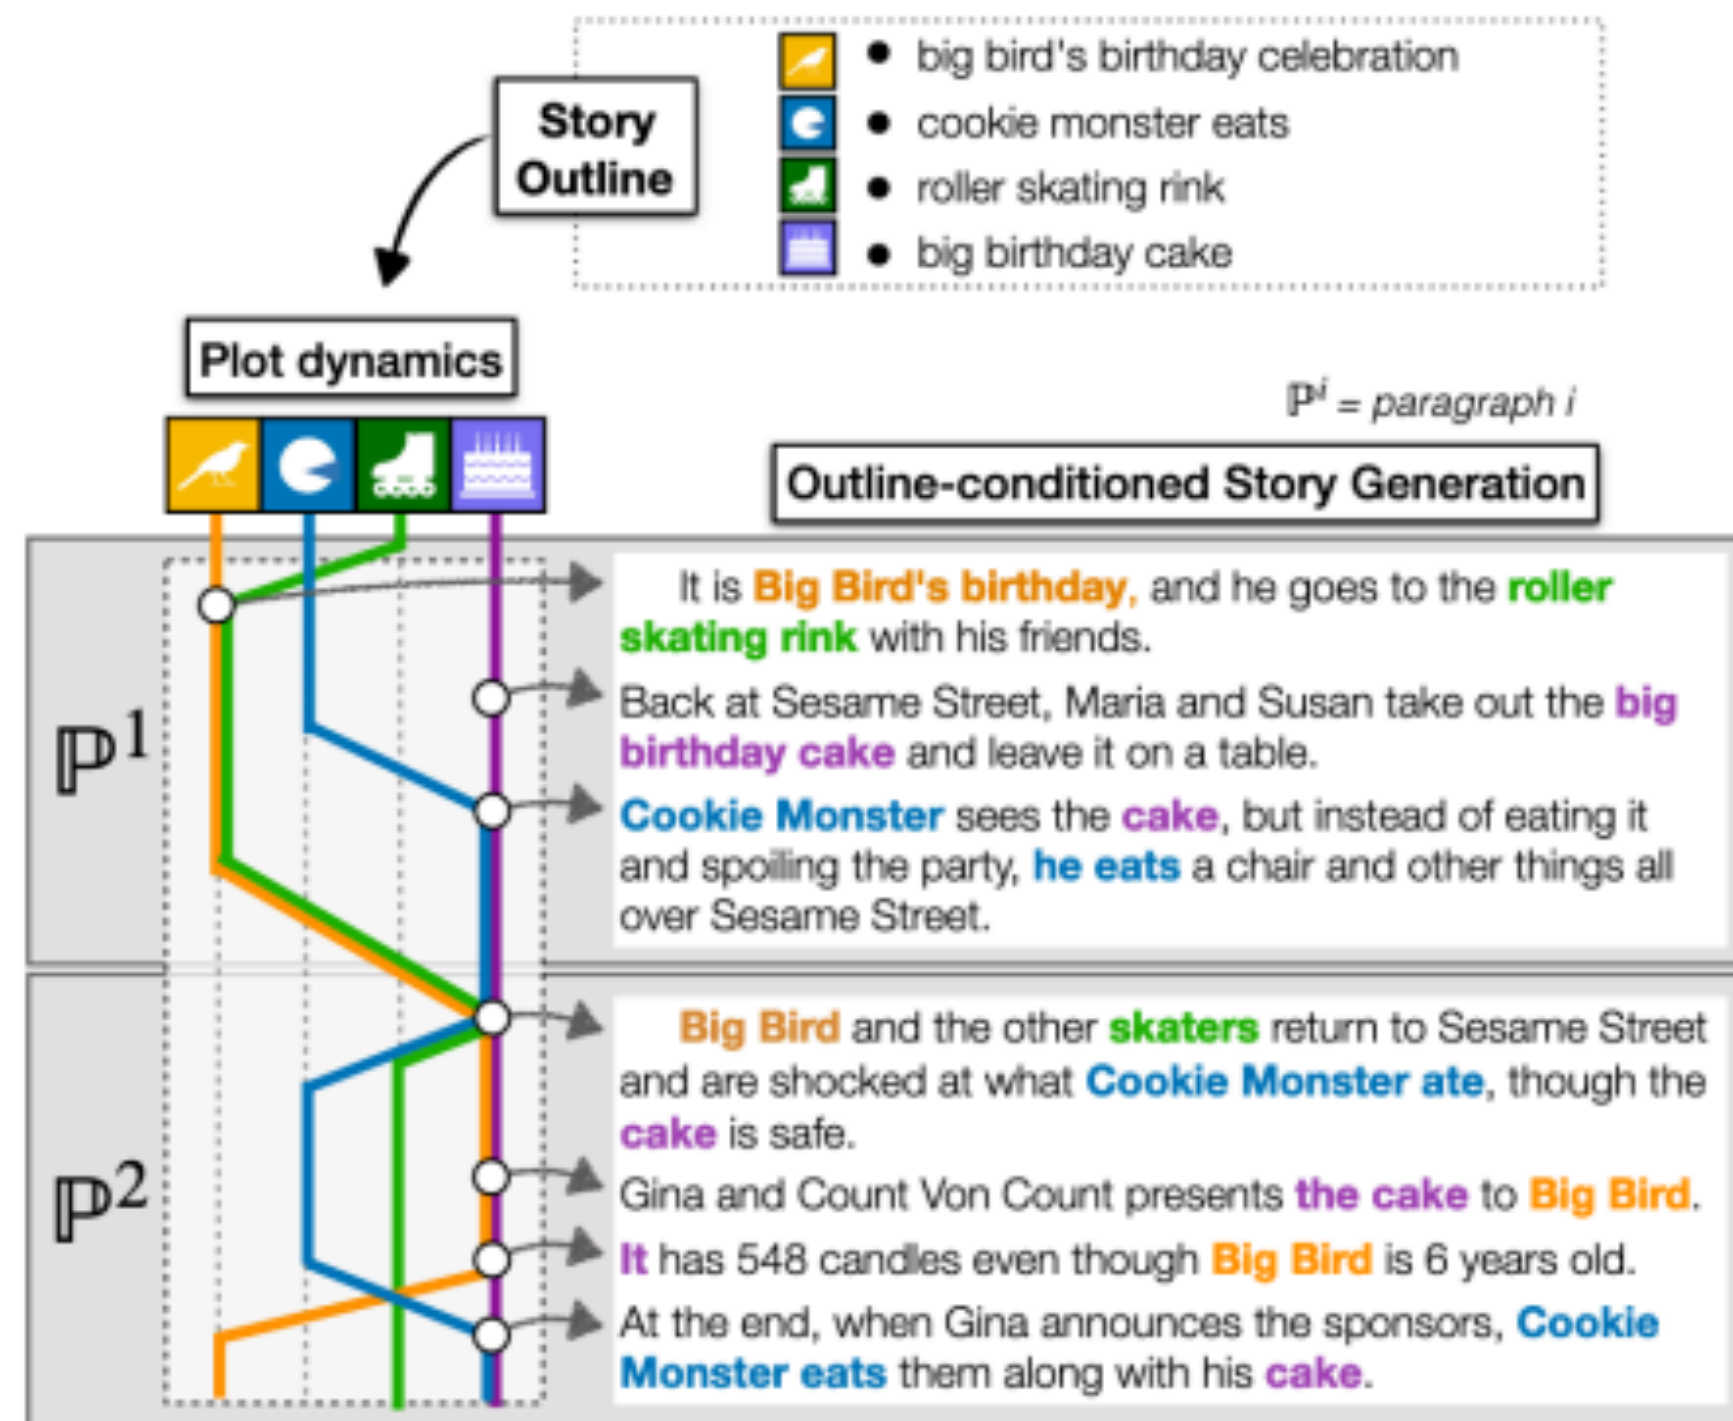 Story
Outline
• big bird's birthday celebration
• cookie monster eats
• roller skating rink
• big birthday cake
Plot dynamics
ℙⁱ = paragraph i
Outline-conditioned Story Generation
ℙ¹
It is Big Bird's birthday, and he goes to the roller
skating rink with his friends.
Back at Sesame Street, Maria and Susan take out the big
birthday cake and leave it on a table.
Cookie Monster sees the cake, but instead of eating it
and spoiling the party, he eats a chair and other things all
over Sesame Street.
ℙ²
Big Bird and the other skaters return to Sesame Street
and are shocked at what Cookie Monster ate, though the
cake is safe.
Gina and Count Von Count presents the cake to Big Bird.
It has 548 candles even though Big Bird is 6 years old.
At the end, when Gina announces the sponsors, Cookie
Monster eats them along with his cake.